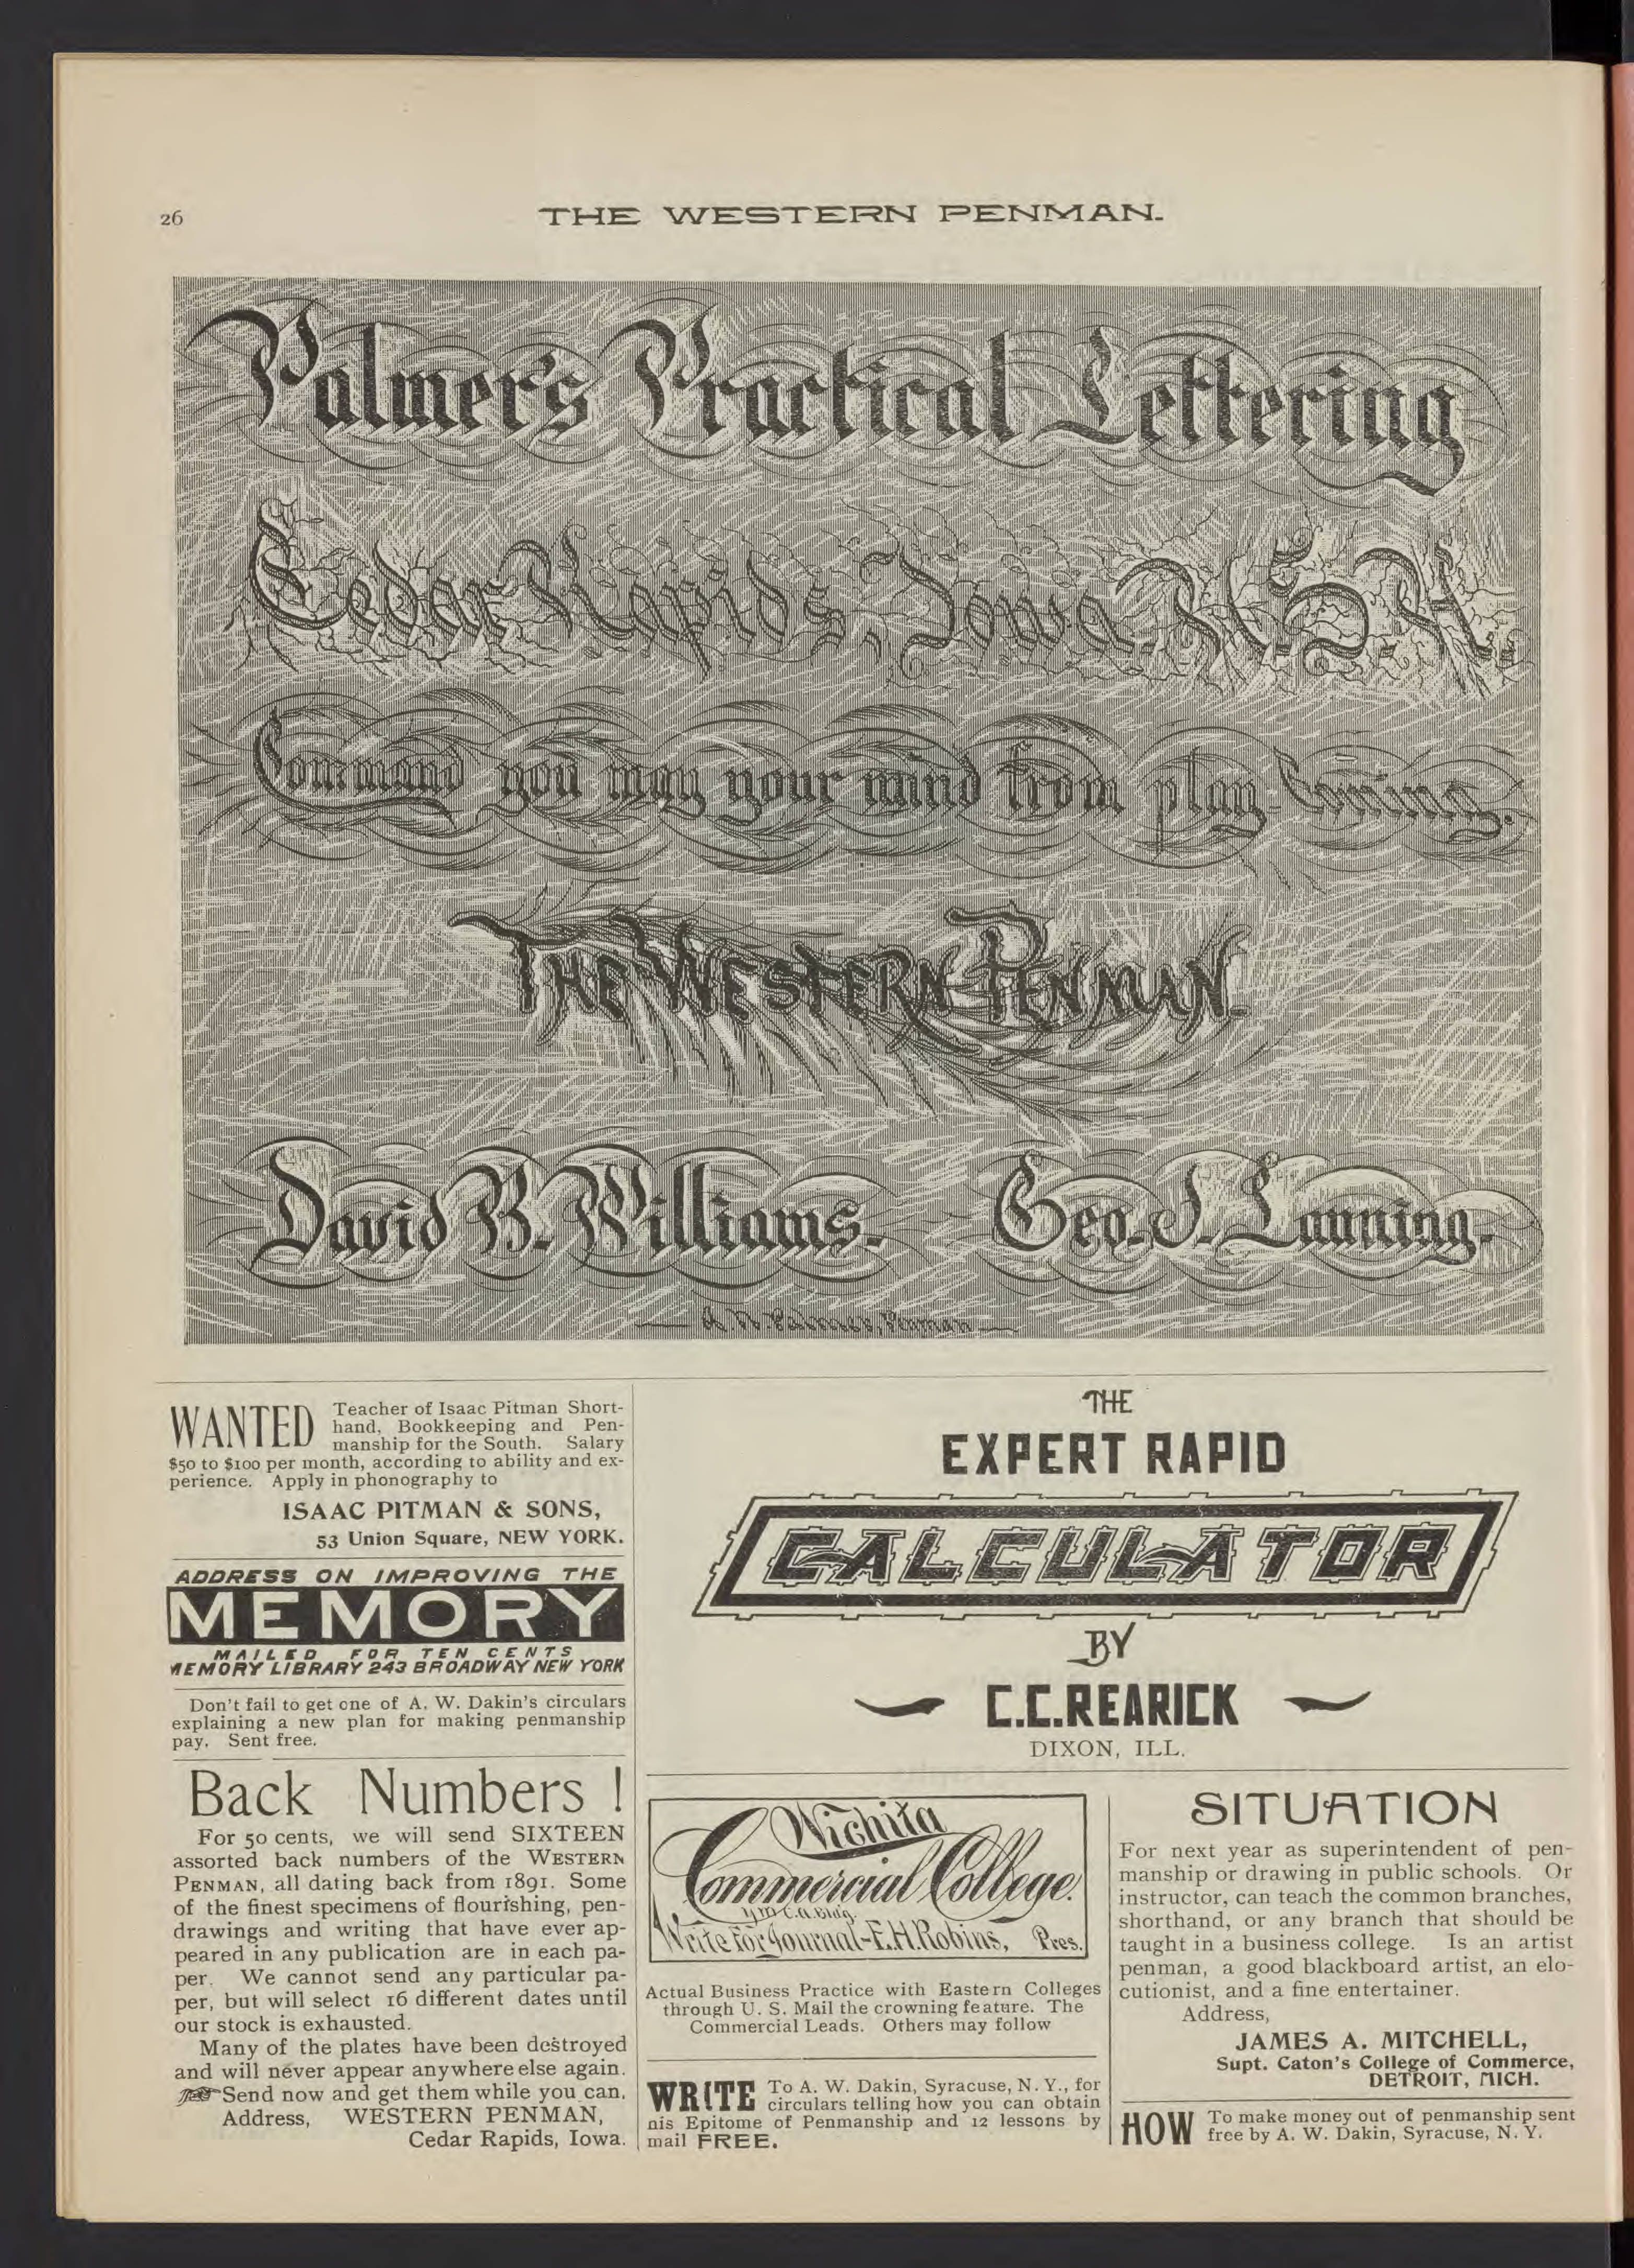 26
THE WESTERN PENMAN.
Palmer's Practical Lettering
Cedar Rapids, Iowa. U.S.A.
Command you may your mind from play. Coming.
THE WESTERN PENMAN.
David B. Williams. Geo. J. Lanning.
A. N. Palmer, Penman
WANTED Teacher of Isaac Pitman Short-
hand, Bookkeeping and Pen-
manship for the South. Salary
$50 to $100 per month, according to ability and ex-
perience. Apply in phonography to
ISAAC PITMAN & SONS,
53 Union Square, NEW YORK.
ADDRESS ON IMPROVING THE
MEMORY
MAILED FOR TEN CENTS
MEMORY LIBRARY 243 BROADWAY NEW YORK
Don't fail to get one of A. W. Dakin's circulars
explaining a new plan for making penmanship
pay. Sent free.
Back Numbers!
For 50 cents, we will send SIXTEEN
assorted back numbers of the WESTERN
PENMAN, all dating back from 1891. Some
of the finest specimens of flourishing, pen-
drawings and writing that have ever ap-
peared in any publication are in each pa-
per. We cannot send any particular pa-
per, but will select 16 different dates until
our stock is exhausted.
Many of the plates have been destroyed
and will never appear anywhere else again.
Send now and get them while you can.
Address, WESTERN PENMAN,
Cedar Rapids, Iowa.
THE
EXPERT RAPID
CALCULATOR
BY
C.C.REARICK
DIXON, ILL.
Wichita
Commercial College.
Y.M.C.A. Bldg.
Write for Journal-E.H.Robins, Pres.
Actual Business Practice with Eastern Colleges
through U. S. Mail the crowning feature. The
Commercial Leads. Others may follow
WRITE To A. W. Dakin, Syracuse, N. Y., for
circulars telling how you can obtain
his Epitome of Penmanship and 12 lessons by
mail FREE.
SITUATION
For next year as superintendent of pen-
manship or drawing in public schools. Or
instructor, can teach the common branches,
shorthand, or any branch that should be
taught in a business college. Is an artist
penman, a good blackboard artist, an elo-
cutionist, and a fine entertainer.
Address,
JAMES A. MITCHELL,
Supt. Caton's College of Commerce,
DETROIT, MICH.
HOW To make money out of penmanship sent
free by A. W. Dakin, Syracuse, N. Y.